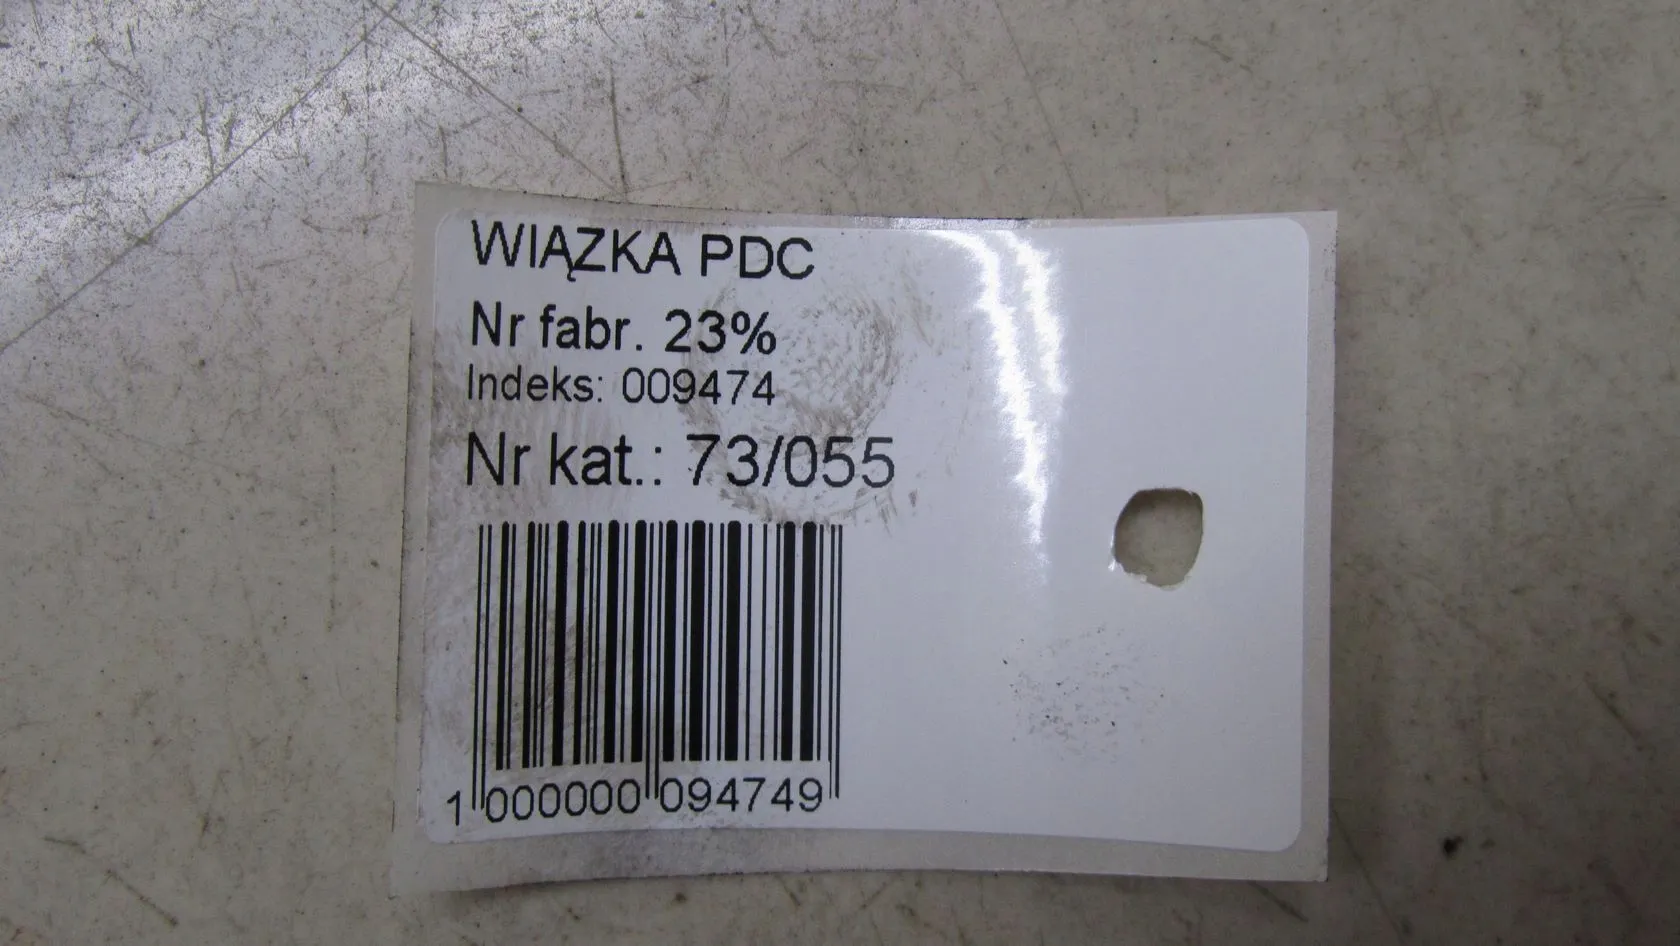 WIĄZKA PDC
Nr fabr. 23%
Indeks: 009474
Nr kat.: 73/055
1 000000 094749